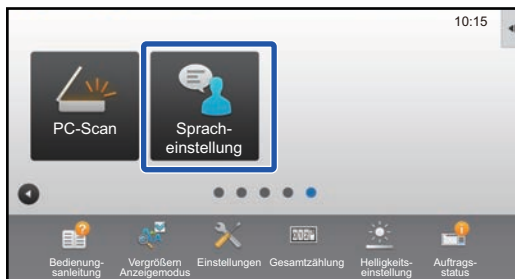 10:15
PC-Scan
Sprach-
einstellung
Bedienung-
sanleitung
Vergrößern
Anzeigemodus
Einstellungen
Gesamtzählung
Helligkeits-
einstellung
Auftrags-
status